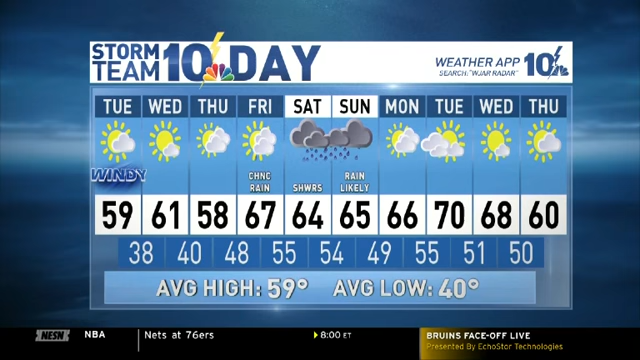 STORM
TEAM 10 DAY
WEATHER APP 10
SEARCH: "WJAR RADAR"
TUE WED THU FRI SAT SUN MON TUE WED THU
WINDY
CHNC
RAIN
SHWRS
RAIN
LIKELY
59 61 58 67 64 65 66 70 68 60
38 40 48 55 54 49 55 51 50
AVG HIGH: 59° AVG LOW: 40°
NESN NBA Nets at 76ers 8:00 ET
BRUINS FACE-OFF LIVE
Presented By EchoStor Technologies